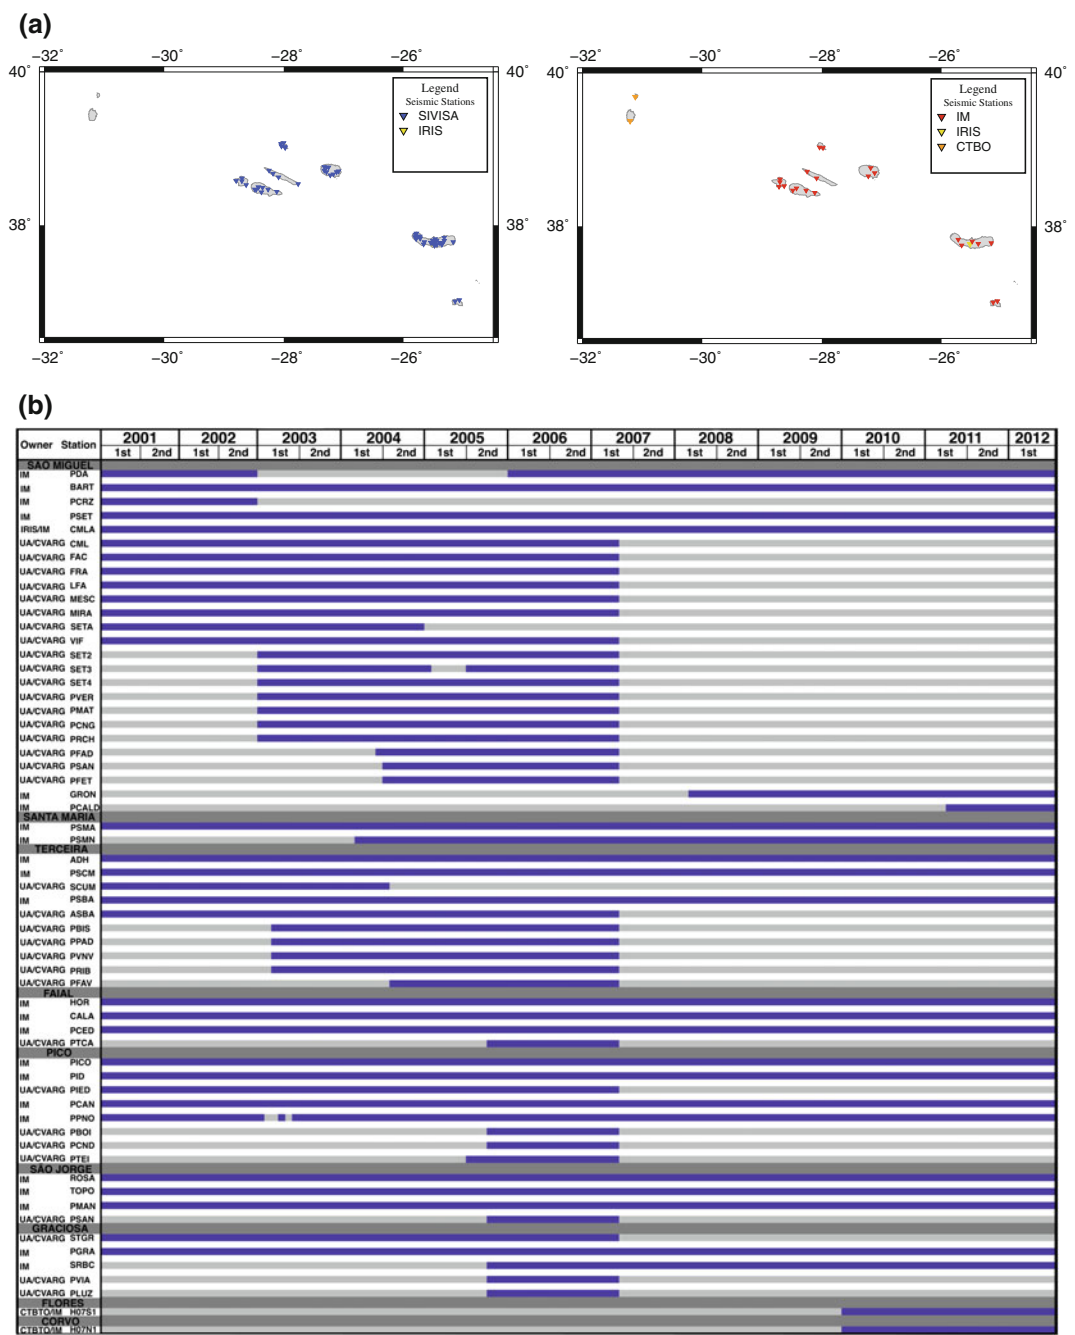 (a)
−32˚ −30˚ −28˚ −26˚
40˚ 40˚
Legend
Seismic Stations
SIVISA
IRIS
38˚ 38˚
−32˚ −30˚ −28˚ −26˚
−32˚ −30˚ −28˚ −26˚
40˚
Legend
Seismic Stations
IM
IRIS
CTBO
38˚
−32˚ −30˚ −28˚ −26˚
(b)
Owner Station 2001 2002 2003 2004 2005 2006 2007 2008 2009 2010 2011 2012
1st 2nd 1st 2nd 1st 2nd 1st 2nd 1st 2nd 1st 2nd 1st 2nd 1st 2nd 1st 2nd 1st 2nd 1st 2nd 1st
SAO MIGUEL
IM PDA
IM BART
IM PCRZ
IM PSET
IRIS/IM CMLA
UA/CVARG CML
UA/CVARG FAC
UA/CVARG FRA
UA/CVARG LFA
UA/CVARG MESC
UA/CVARG MIRA
UA/CVARG SETA
UA/CVARG VIF
UA/CVARG SET2
UA/CVARG SET3
UA/CVARG SET4
UA/CVARG PVER
UA/CVARG PMAT
UA/CVARG PCNG
UA/CVARG PRCH
UA/CVARG PFAD
UA/CVARG PSAN
UA/CVARG PFET
IM GRON
IM PCALD
SANTA MARIA
IM PSMA
IM PSMN
TERCEIRA
IM ADH
IM PSCM
UA/CVARG SCUM
IM PSBA
UA/CVARG ASBA
UA/CVARG PBIS
UA/CVARG PPAD
UA/CVARG PVNV
UA/CVARG PRIB
UA/CVARG PFAV
FAIAL
IM HOR
IM CALA
IM PCED
UA/CVARG PTCA
PICO
IM PICO
IM PID
UA/CVARG PIED
IM PCAN
IM PPNO
UA/CVARG PBOI
UA/CVARG PCND
UA/CVARG PTEI
SÃO JORGE
IM ROSA
IM TOPO
IM PMAN
UA/CVARG PSAN
GRACIOSA
UA/CVARG STGR
IM PGRA
IM SRBC
UA/CVARG PVIA
UA/CVARG PLUZ
FLORES
CTBTO/IM H07S1
CORVO
CTBTO/IM H07N1